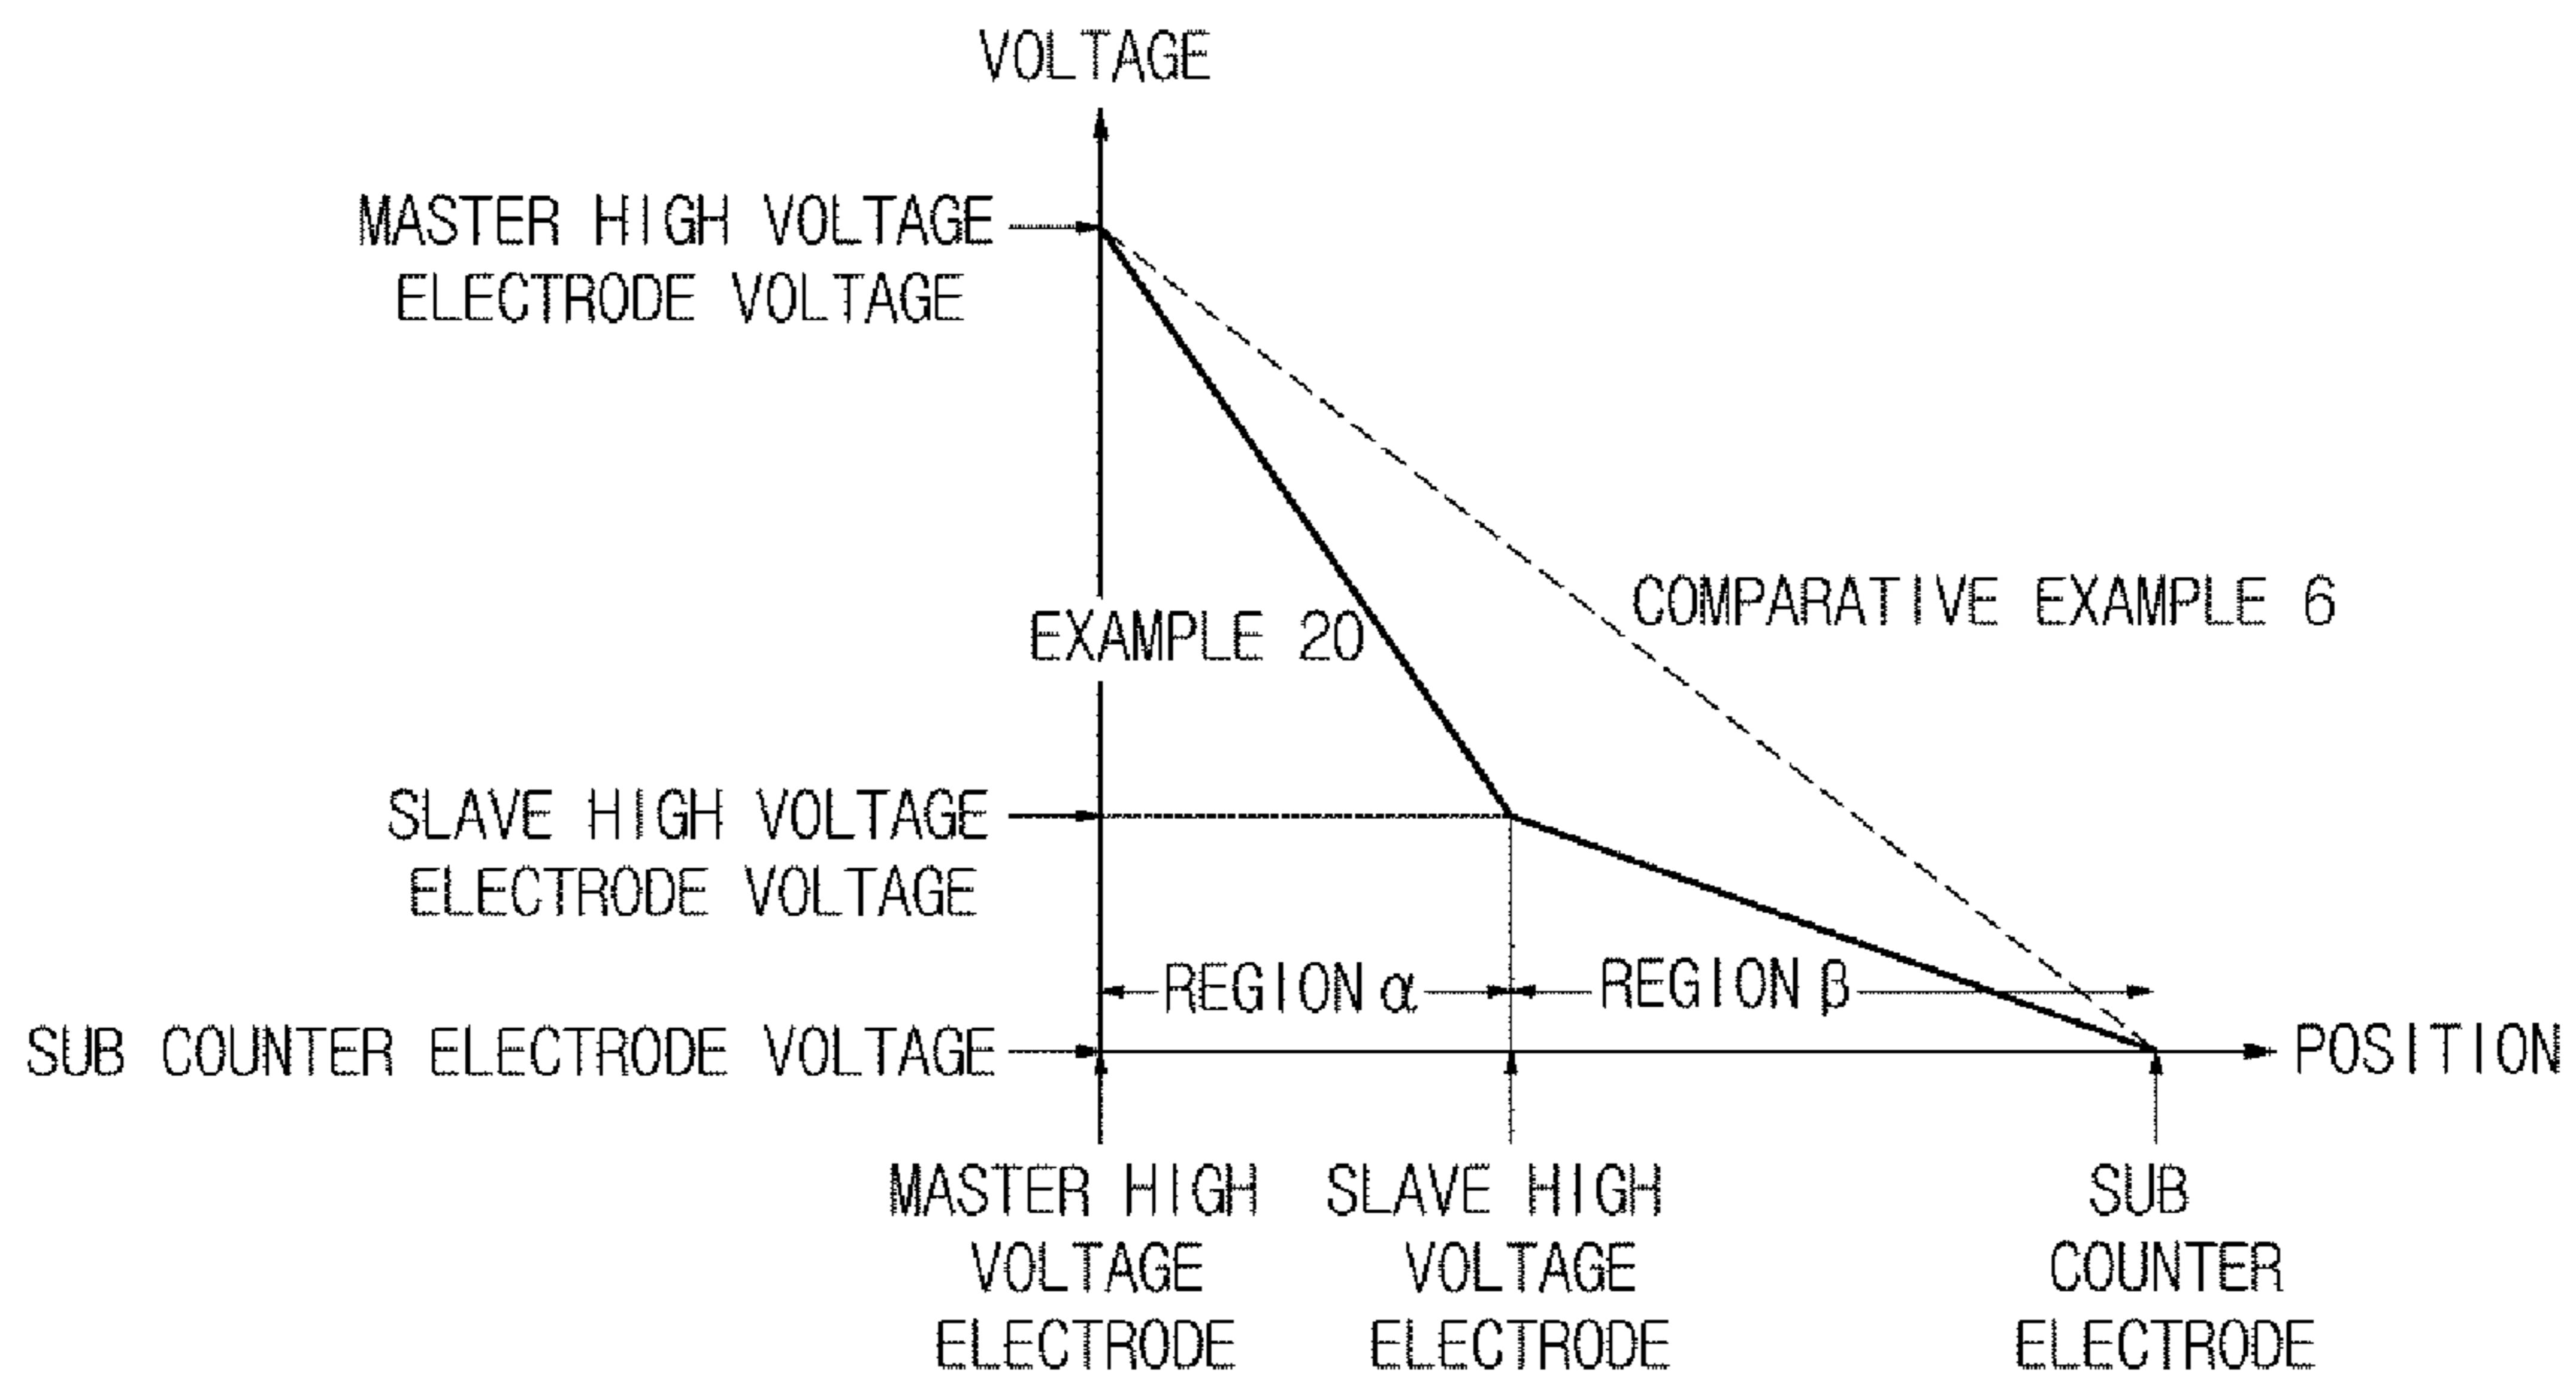 VOLTAGE
MASTER HIGH VOLTAGE
ELECTRODE VOLTAGE
COMPARATIVE EXAMPLE 6
EXAMPLE 20
SLAVE HIGH VOLTAGE
ELECTRODE VOLTAGE
REGION α
REGION β
SUB COUNTER ELECTRODE VOLTAGE
POSITION
MASTER HIGH
VOLTAGE
ELECTRODE
SLAVE HIGH
VOLTAGE
ELECTRODE
SUB
COUNTER
ELECTRODE